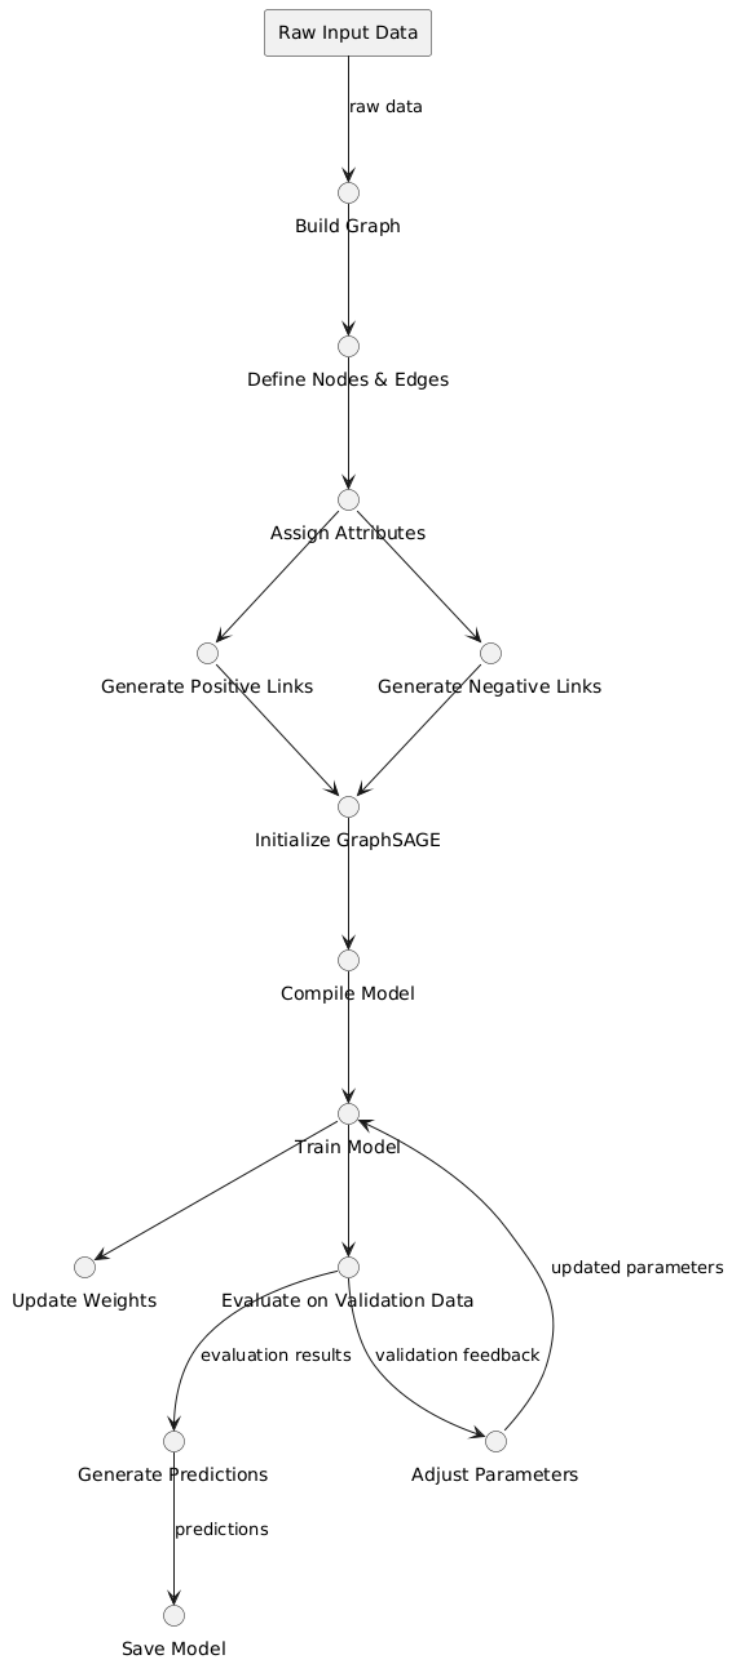 Raw Input Data
raw data
Build Graph
Define Nodes & Edges
Assign Attributes
Generate Positive Links
Generate Negative Links
Initialize GraphSAGE
Compile Model
Train Model
updated parameters
Update Weights
Evaluate on Validation Data
evaluation results
validation feedback
Generate Predictions
Adjust Parameters
predictions
Save Model